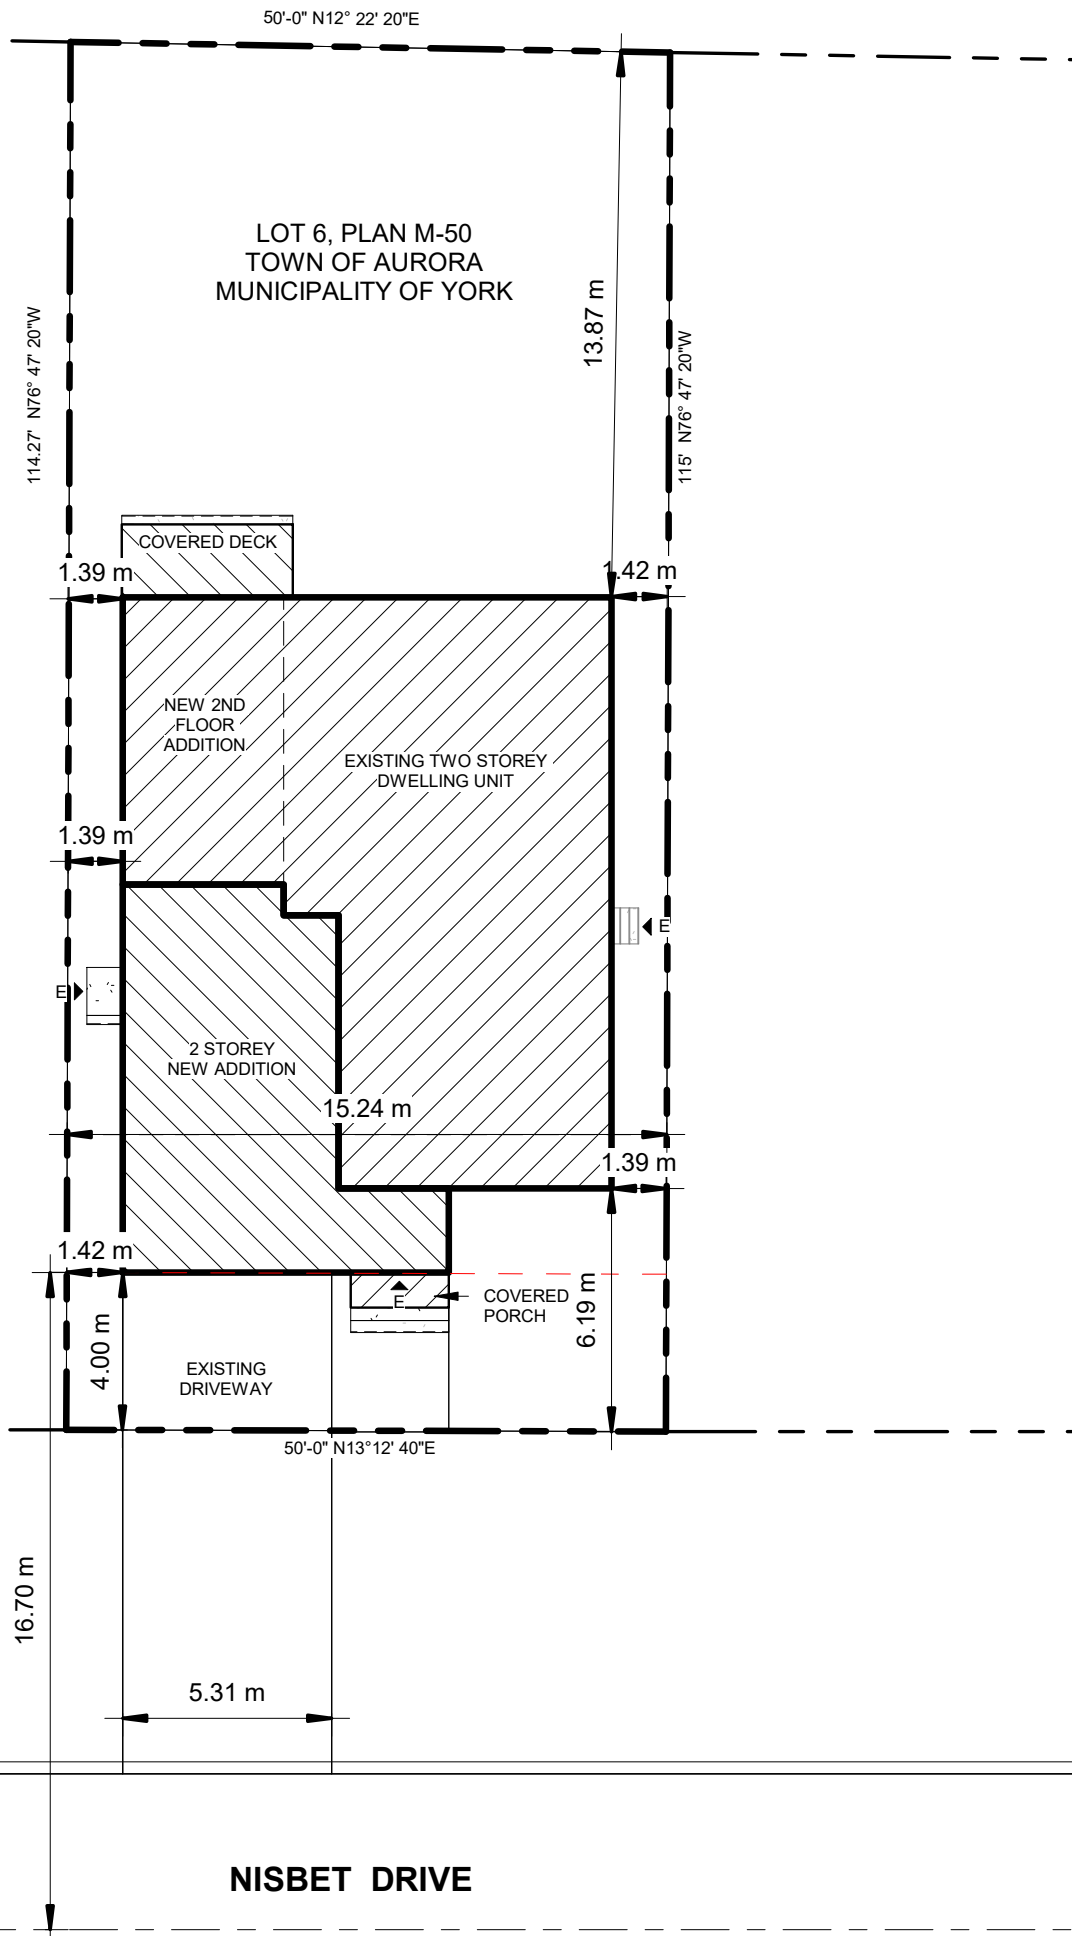 50'-0" N12° 22' 20"E
LOT 6, PLAN M-50
TOWN OF AURORA
MUNICIPALITY OF YORK
13.87 m
114.27' N76° 47' 20"W
115' N76° 47' 20"W
COVERED DECK
1.39 m
1.42 m
NEW 2ND
FLOOR
ADDITION
EXISTING TWO STOREY
DWELLING UNIT
1.39 m
E
E
2 STOREY
NEW ADDITION
15.24 m
1.39 m
1.42 m
E
COVERED
PORCH
6.19 m
4.00 m
EXISTING
DRIVEWAY
50'-0" N13°12' 40"E
16.70 m
5.31 m
NISBET DRIVE